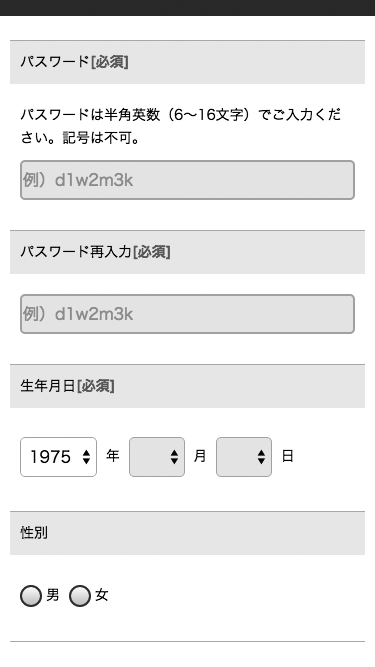 パスワード[必須]
パスワードは半角英数（6〜16文字）でご入力くだ
さい。記号は不可。
例）d1w2m3k
パスワード再入力[必須]
例）d1w2m3k
生年月日[必須]
1975 年 月 日
性別
男 女